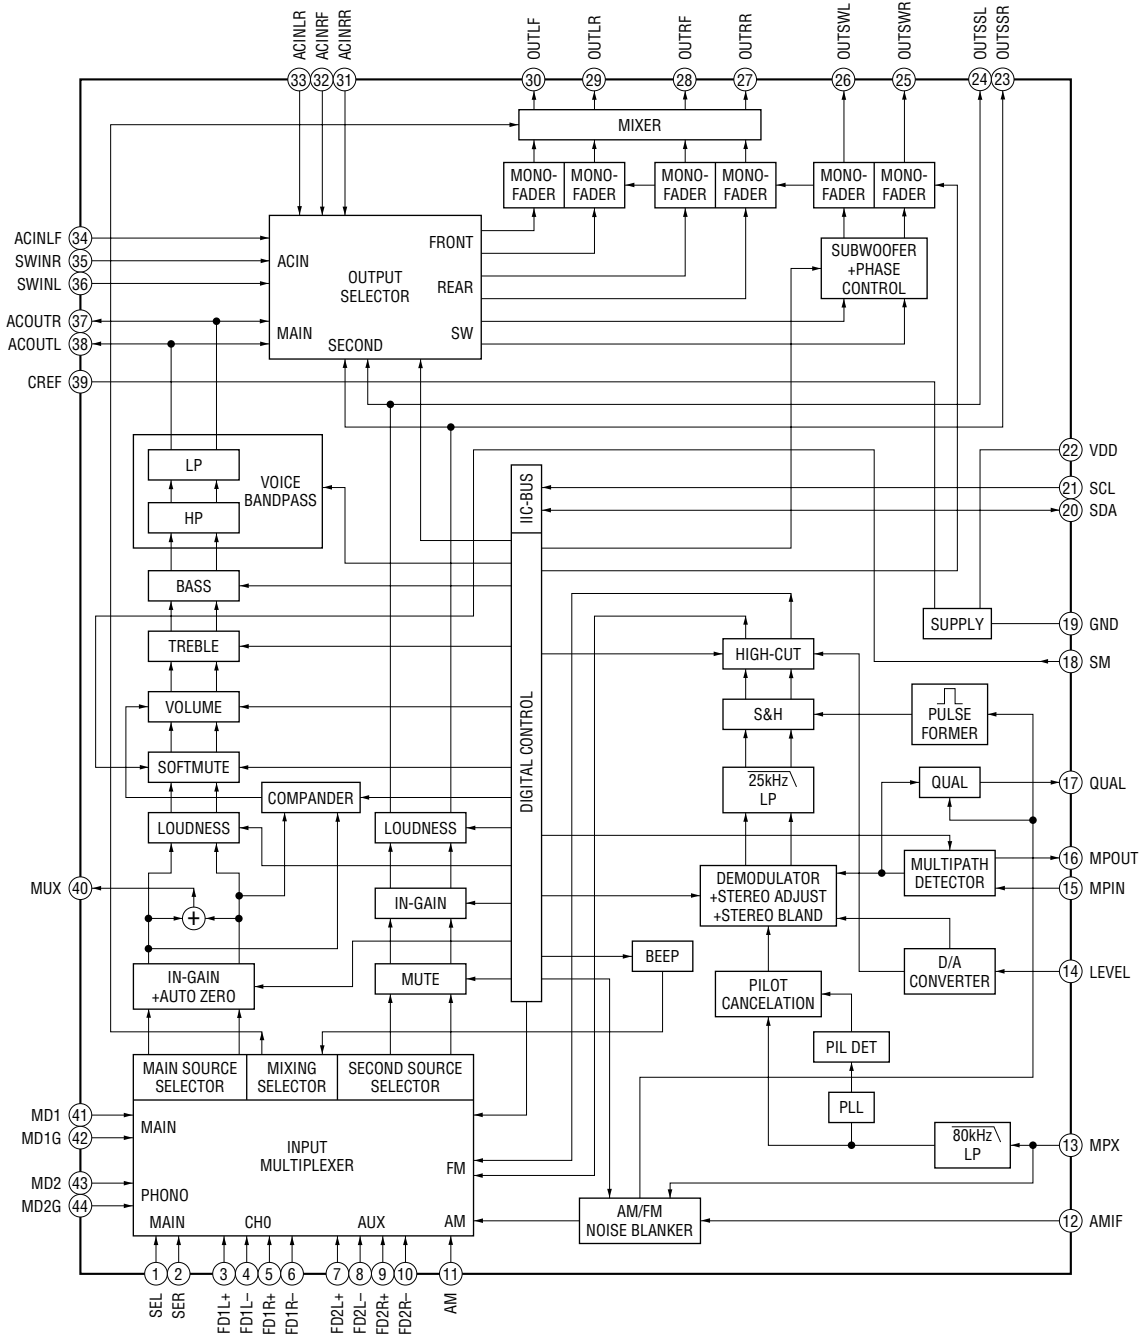 ACINLR
ACINRF
ACINRR
OUTLF
OUTLR
OUTRF
OUTRR
OUTSWL
OUTSWR
OUTSSL
OUTSSR
33
32
31
30
29
28
27
26
25
24
23
MIXER
MONO-
FADER
MONO-
FADER
MONO-
FADER
MONO-
FADER
MONO-
FADER
MONO-
FADER
ACINLF 34
SWINR 35
SWINL 36
ACOUTR 37
ACOUTL 38
CREF 39
ACIN
MAIN
OUTPUT
SELECTOR
SECOND
FRONT
REAR
SW
SUBWOOFER
+PHASE
CONTROL
LP
HP
VOICE
BANDPASS
IIC-BUS
DIGITAL CONTROL
22 VDD
21 SCL
20 SDA
BASS
TREBLE
VOLUME
SOFTMUTE
COMPANDER
LOUDNESS
LOUDNESS
SUPPLY
19 GND
18 SM
HIGH-CUT
S&H
PULSE
FORMER
25kHz
LP
QUAL
17 QUAL
MULTIPATH
DETECTOR
16 MPOUT
15 MPIN
MUX 40
+
IN-GAIN
DEMODULATOR
+STEREO ADJUST
+STEREO BLAND
IN-GAIN
+AUTO ZERO
MUTE
BEEP
D/A
CONVERTER
14 LEVEL
PILOT
CANCELATION
PIL DET
PLL
MAIN SOURCE
SELECTOR
MIXING
SELECTOR
SECOND SOURCE
SELECTOR
MD1 41
MD1G 42
MD2 43
MD2G 44
MAIN
PHONO
INPUT
MULTIPLEXER
FM
MAIN
CH0
AUX
AM
80kHz
LP
13 MPX
AM/FM
NOISE BLANKER
12 AMIF
1
2
3
4
5
6
7
8
9
10
11
SEL
SER
FD1L+
FD1L−
FD1R+
FD1R−
FD2L+
FD2L−
FD2R+
FD2R−
AM